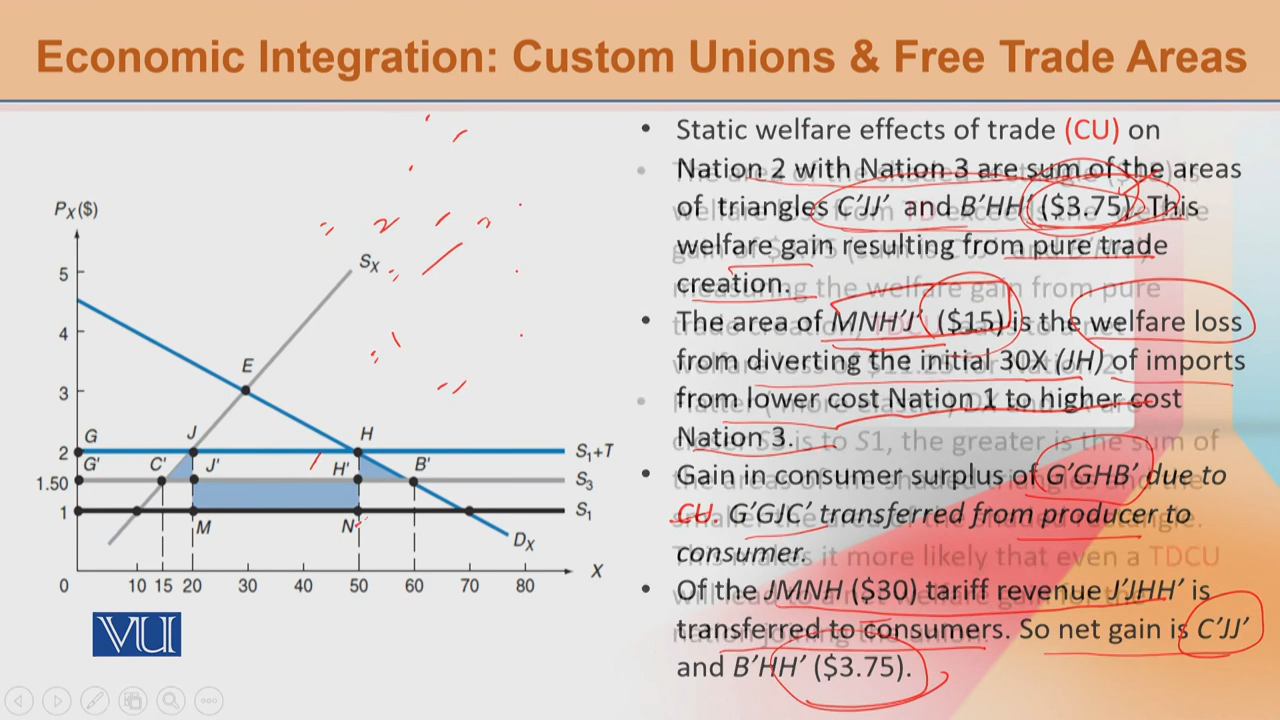 Economic Integration: Custom Unions & Free Trade Areas
• Static welfare effects of trade (CU) on
Nation 2 with Nation 3 are sum of the areas
of triangles C'JJ' and B'HH' ($3.75). This
welfare gain resulting from pure trade
creation.
• The area of MNH'J' ($15) is the welfare loss
from diverting the initial 30X (JH) of imports
from lower cost Nation 1 to higher cost
Nation 3.
• Gain in consumer surplus of G'GHB' due to
CU. G'GJC' transferred from producer to
consumer.
• Of the JMNH ($30) tariff revenue J'JHH' is
transferred to consumers. So net gain is C'JJ'
and B'HH' ($3.75).
PX($)
SX
5
4
E
3
G
J
H
2
S1+T
G'
C'
J'
H'
B'
1.50
S3
1
S1
M
N
DX
0
10 15 20 30 40 50 60 70 80
X
VU